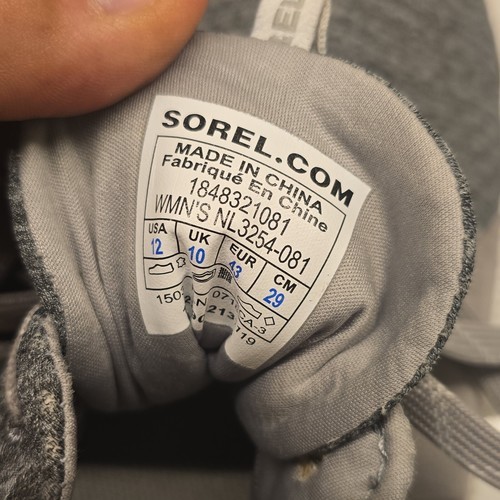 SOREL.COM
MADE IN CHINA
Fabriqué En Chine
1848321081
WMN'S NL3254-081
USA UK EUR CM
12 10 43 29